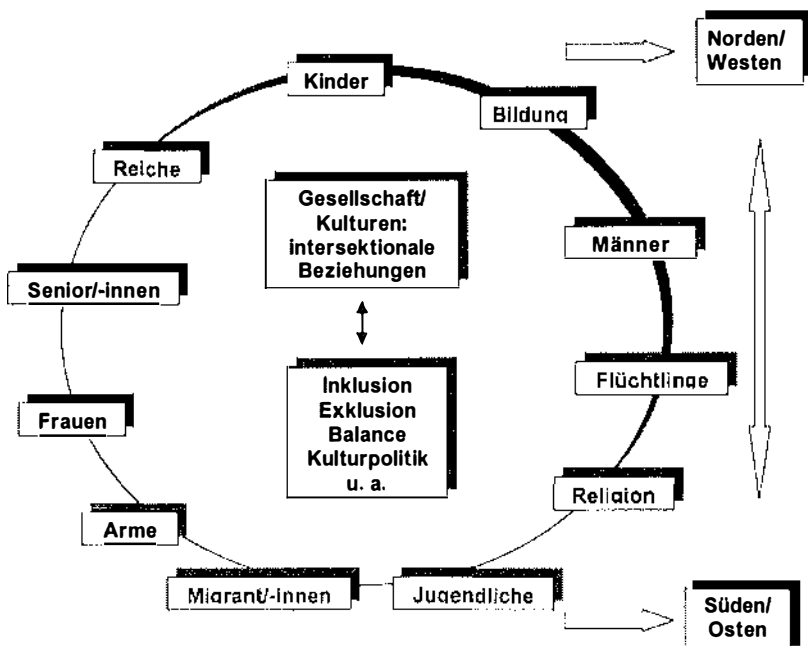 Norden/
Westen
Kinder
Bildung
Reiche
Gesellschaft/
Kulturen:
intersektionale
Beziehungen
Männer
Senior/-innen
Flüchtlinge
Inklusion
Exklusion
Balance
Kulturpolitik
u. a.
Frauen
Religion
Arme
Migrant/-innen
Jugendliche
Süden/
Osten